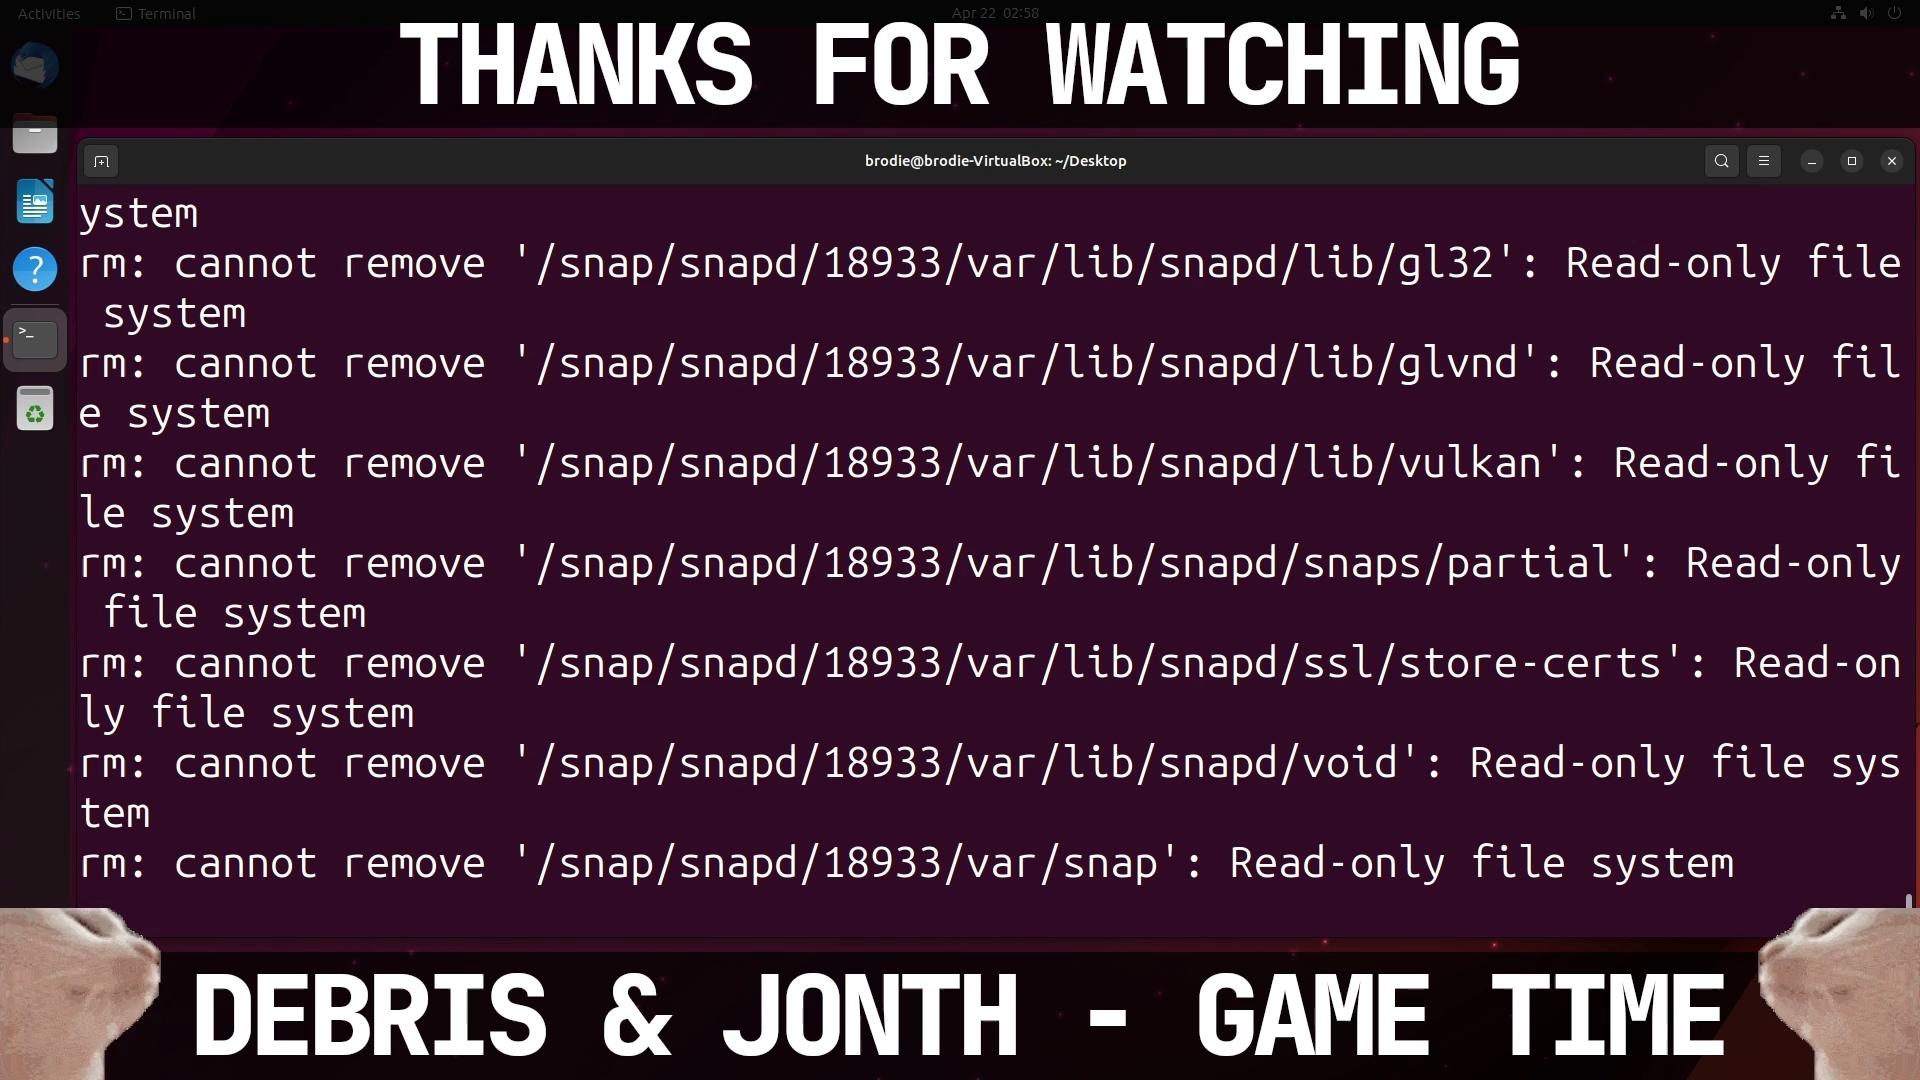 Activities Terminal Apr 22 02:58
THANKS FOR WATCHING
brodie@brodie-VirtualBox: ~/Desktop
ystem
rm: cannot remove '/snap/snapd/18933/var/lib/snapd/lib/gl32': Read-only file
 system
rm: cannot remove '/snap/snapd/18933/var/lib/snapd/lib/glvnd': Read-only fil
e system
rm: cannot remove '/snap/snapd/18933/var/lib/snapd/lib/vulkan': Read-only fi
le system
rm: cannot remove '/snap/snapd/18933/var/lib/snapd/snaps/partial': Read-only
 file system
rm: cannot remove '/snap/snapd/18933/var/lib/snapd/ssl/store-certs': Read-on
ly file system
rm: cannot remove '/snap/snapd/18933/var/lib/snapd/void': Read-only file sys
tem
rm: cannot remove '/snap/snapd/18933/var/snap': Read-only file system
DEBRIS & JONTH - GAME TIME